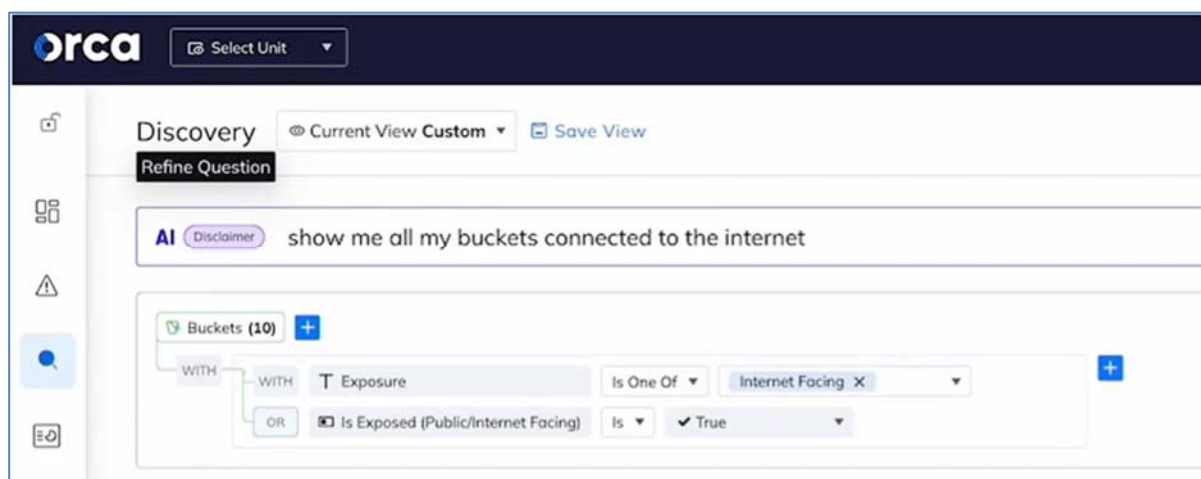 orca Select Unit
Discovery Current View Custom Save View
Refine Question
AI Disclaimer show me all my buckets connected to the internet
Buckets (10)
WITH WITH Exposure Is One Of Internet Facing
OR Is Exposed (Public/Internet Facing) Is True